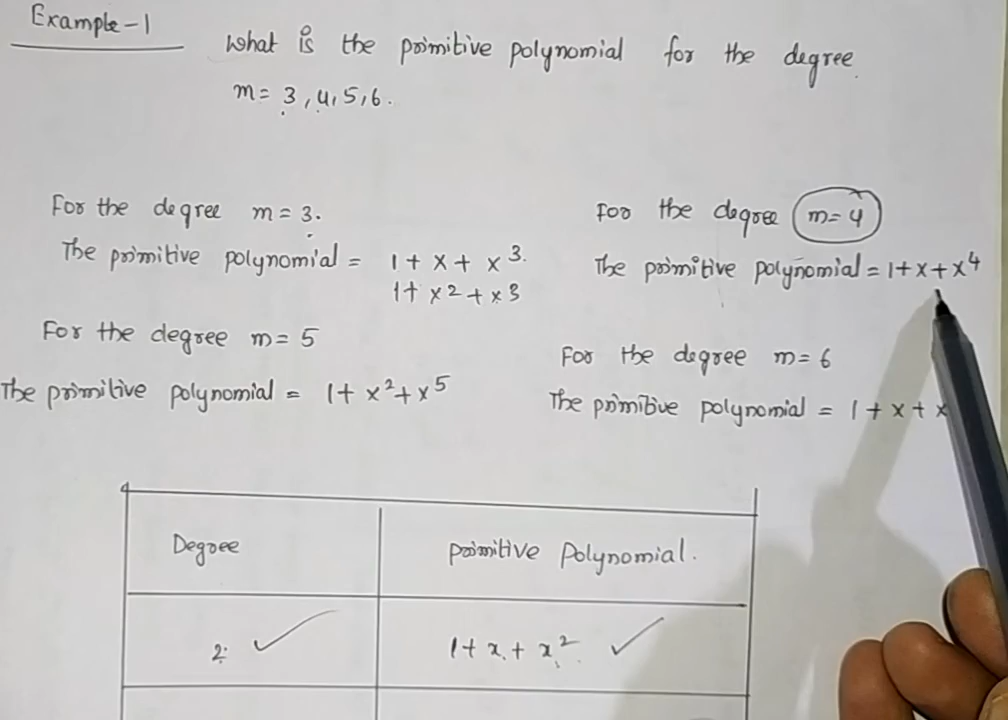 Example-1
What is the primitive polynomial for the degree
m = 3, 4, 5, 6.
For the degree m = 3.
The primitive polynomial = 1 + x + x³.
1 + x² + x³
For the degree m = 4
The primitive polynomial = 1 + x + x⁴
For the degree m = 5
The primitive polynomial = 1 + x² + x⁵
For the degree m = 6
The primitive polynomial = 1 + x + x
Degree
primitive Polynomial.
2
1 + x + x²